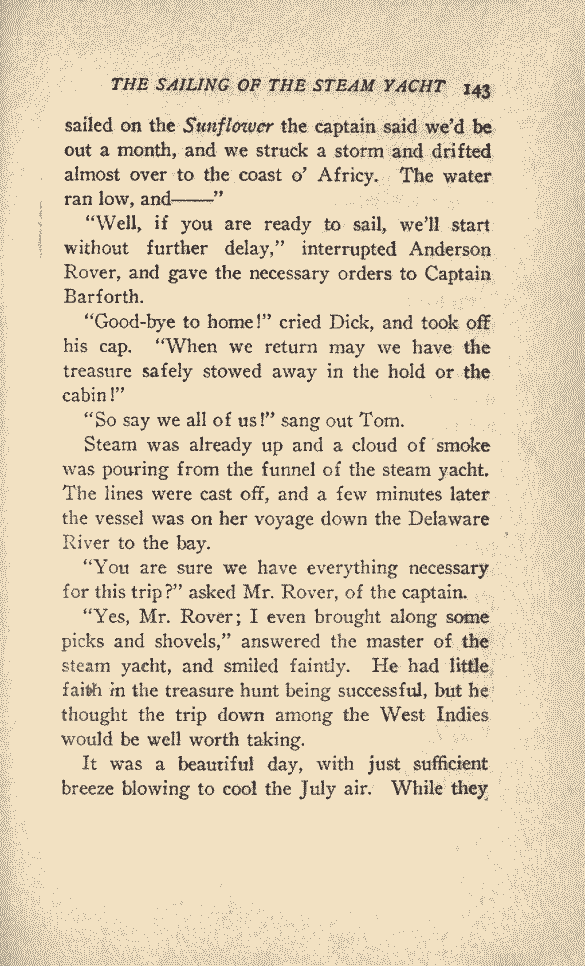 THE SAILING OF THE STEAM YACHT 143
sailed on the Sunflower the captain said we'd be
out a month, and we struck a storm and drifted
almost over to the coast o' Africy. The water
ran low, and——"
"Well, if you are ready to sail, we'll start
without further delay," interrupted Anderson
Rover, and gave the necessary orders to Captain
Barforth.
"Good-bye to home!" cried Dick, and took off
his cap. "When we return may we have the
treasure safely stowed away in the hold or the
cabin!"
"So say we all of us!" sang out Tom.
Steam was already up and a cloud of smoke
was pouring from the funnel of the steam yacht.
The lines were cast off, and a few minutes later
the vessel was on her voyage down the Delaware
River to the bay.
"You are sure we have everything necessary
for this trip?" asked Mr. Rover, of the captain.
"Yes, Mr. Rover; I even brought along some
picks and shovels," answered the master of the
steam yacht, and smiled faintly. He had little
faith in the treasure hunt being successful, but he
thought the trip down among the West Indies
would be well worth taking.
It was a beautiful day, with just sufficient
breeze blowing to cool the July air. While they